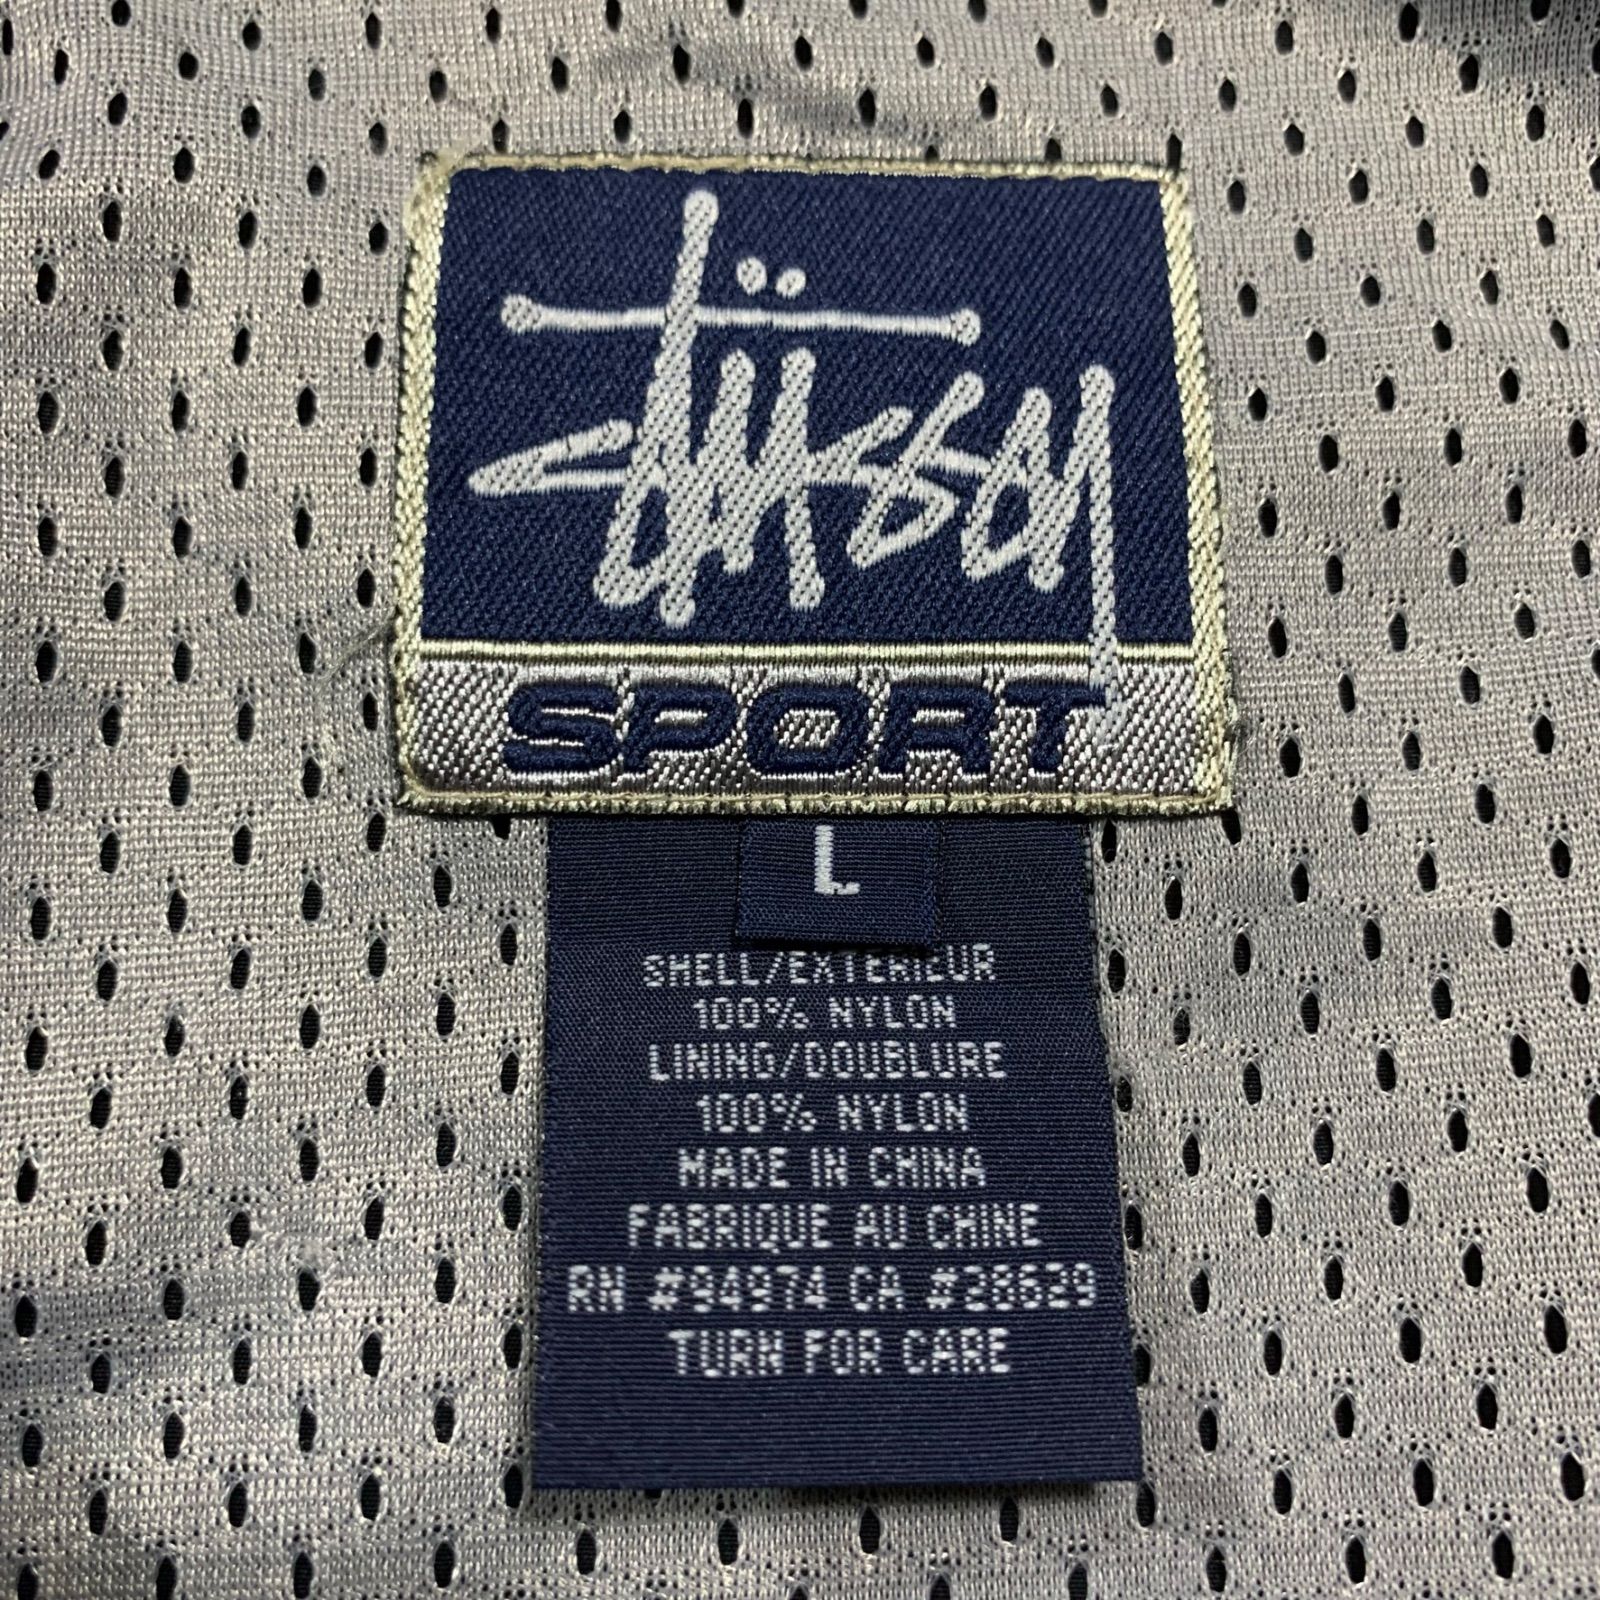 Stüssy
SPORT
L
SHELL/EXTERIEUR
100% NYLON
LINING/DOUBLURE
100% NYLON
MADE IN CHINA
FABRIQUE AU CHINE
RN #94974 CA #28629
TURN FOR CARE